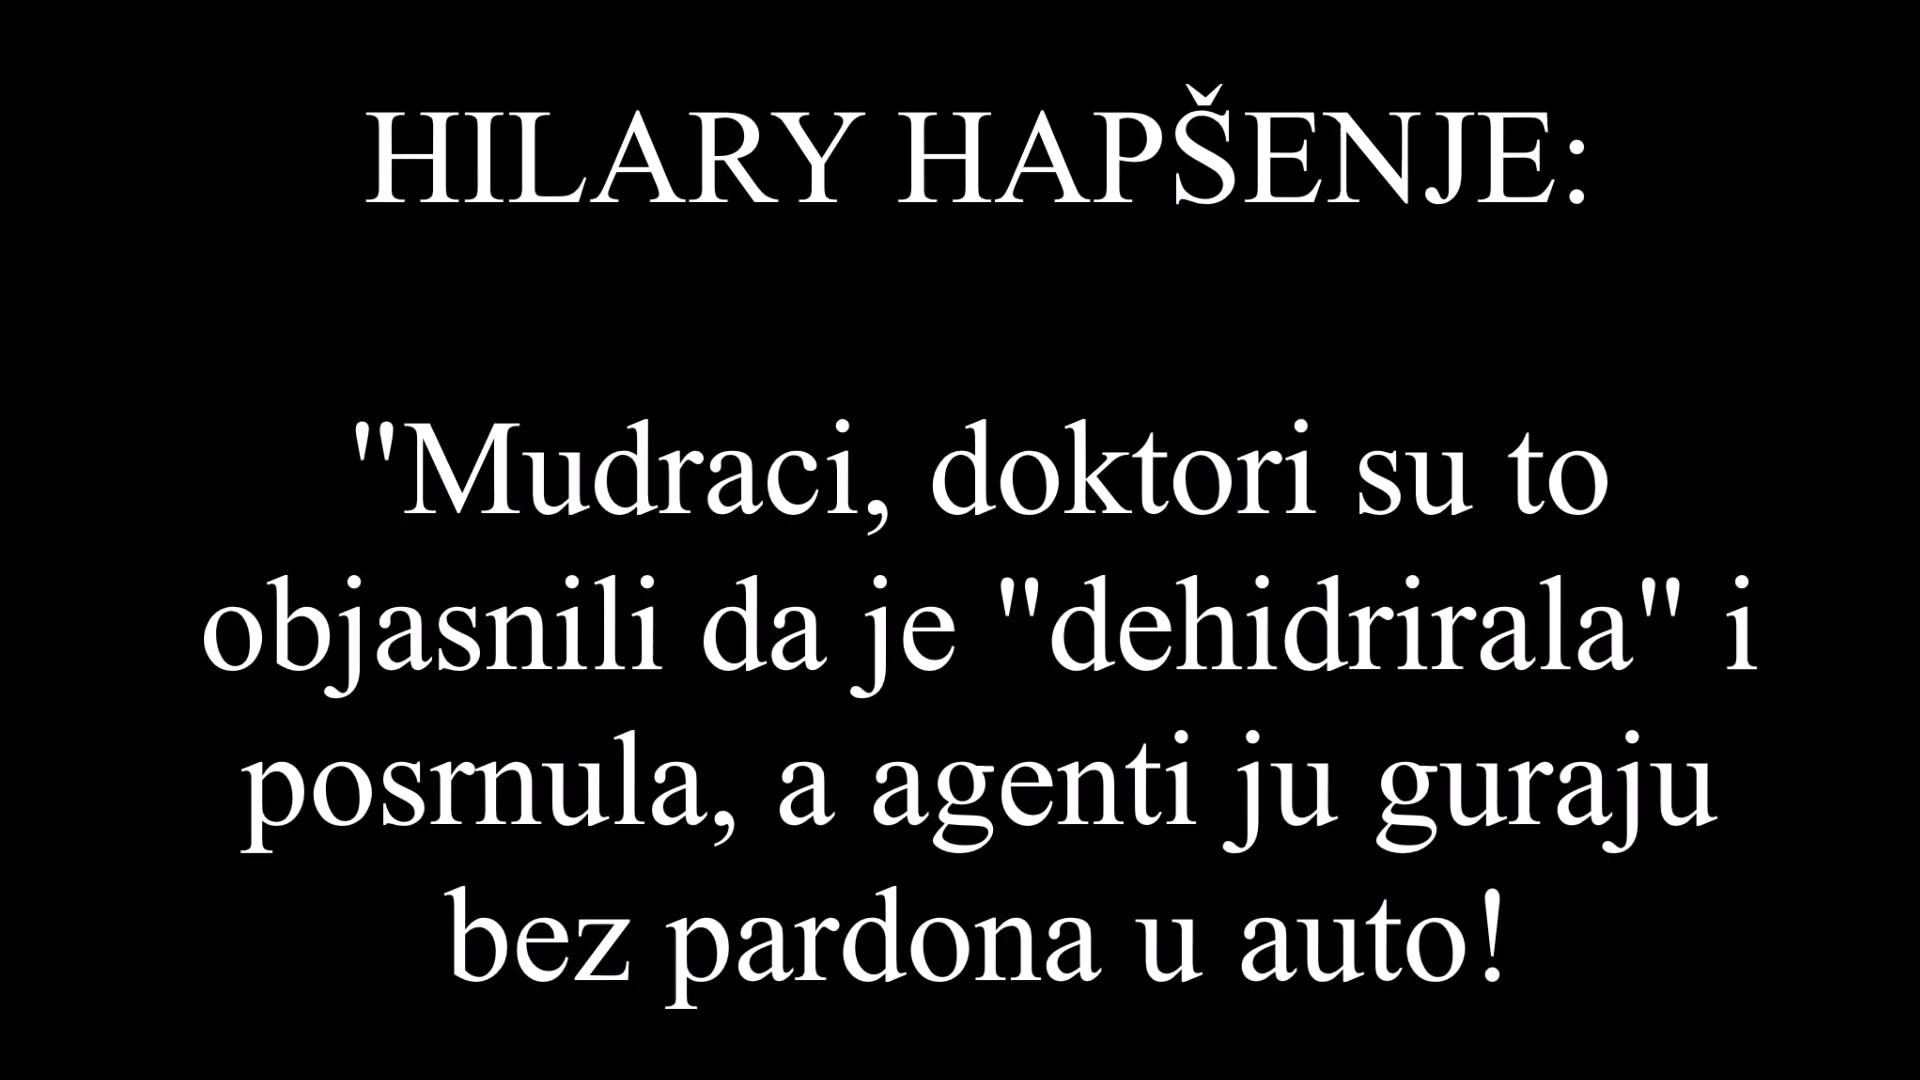 HILARY HAPŠENJE:
"Mudraci, doktori su to
objasnili da je "dehidrirala" i
posrnula, a agenti ju guraju
bez pardona u auto!